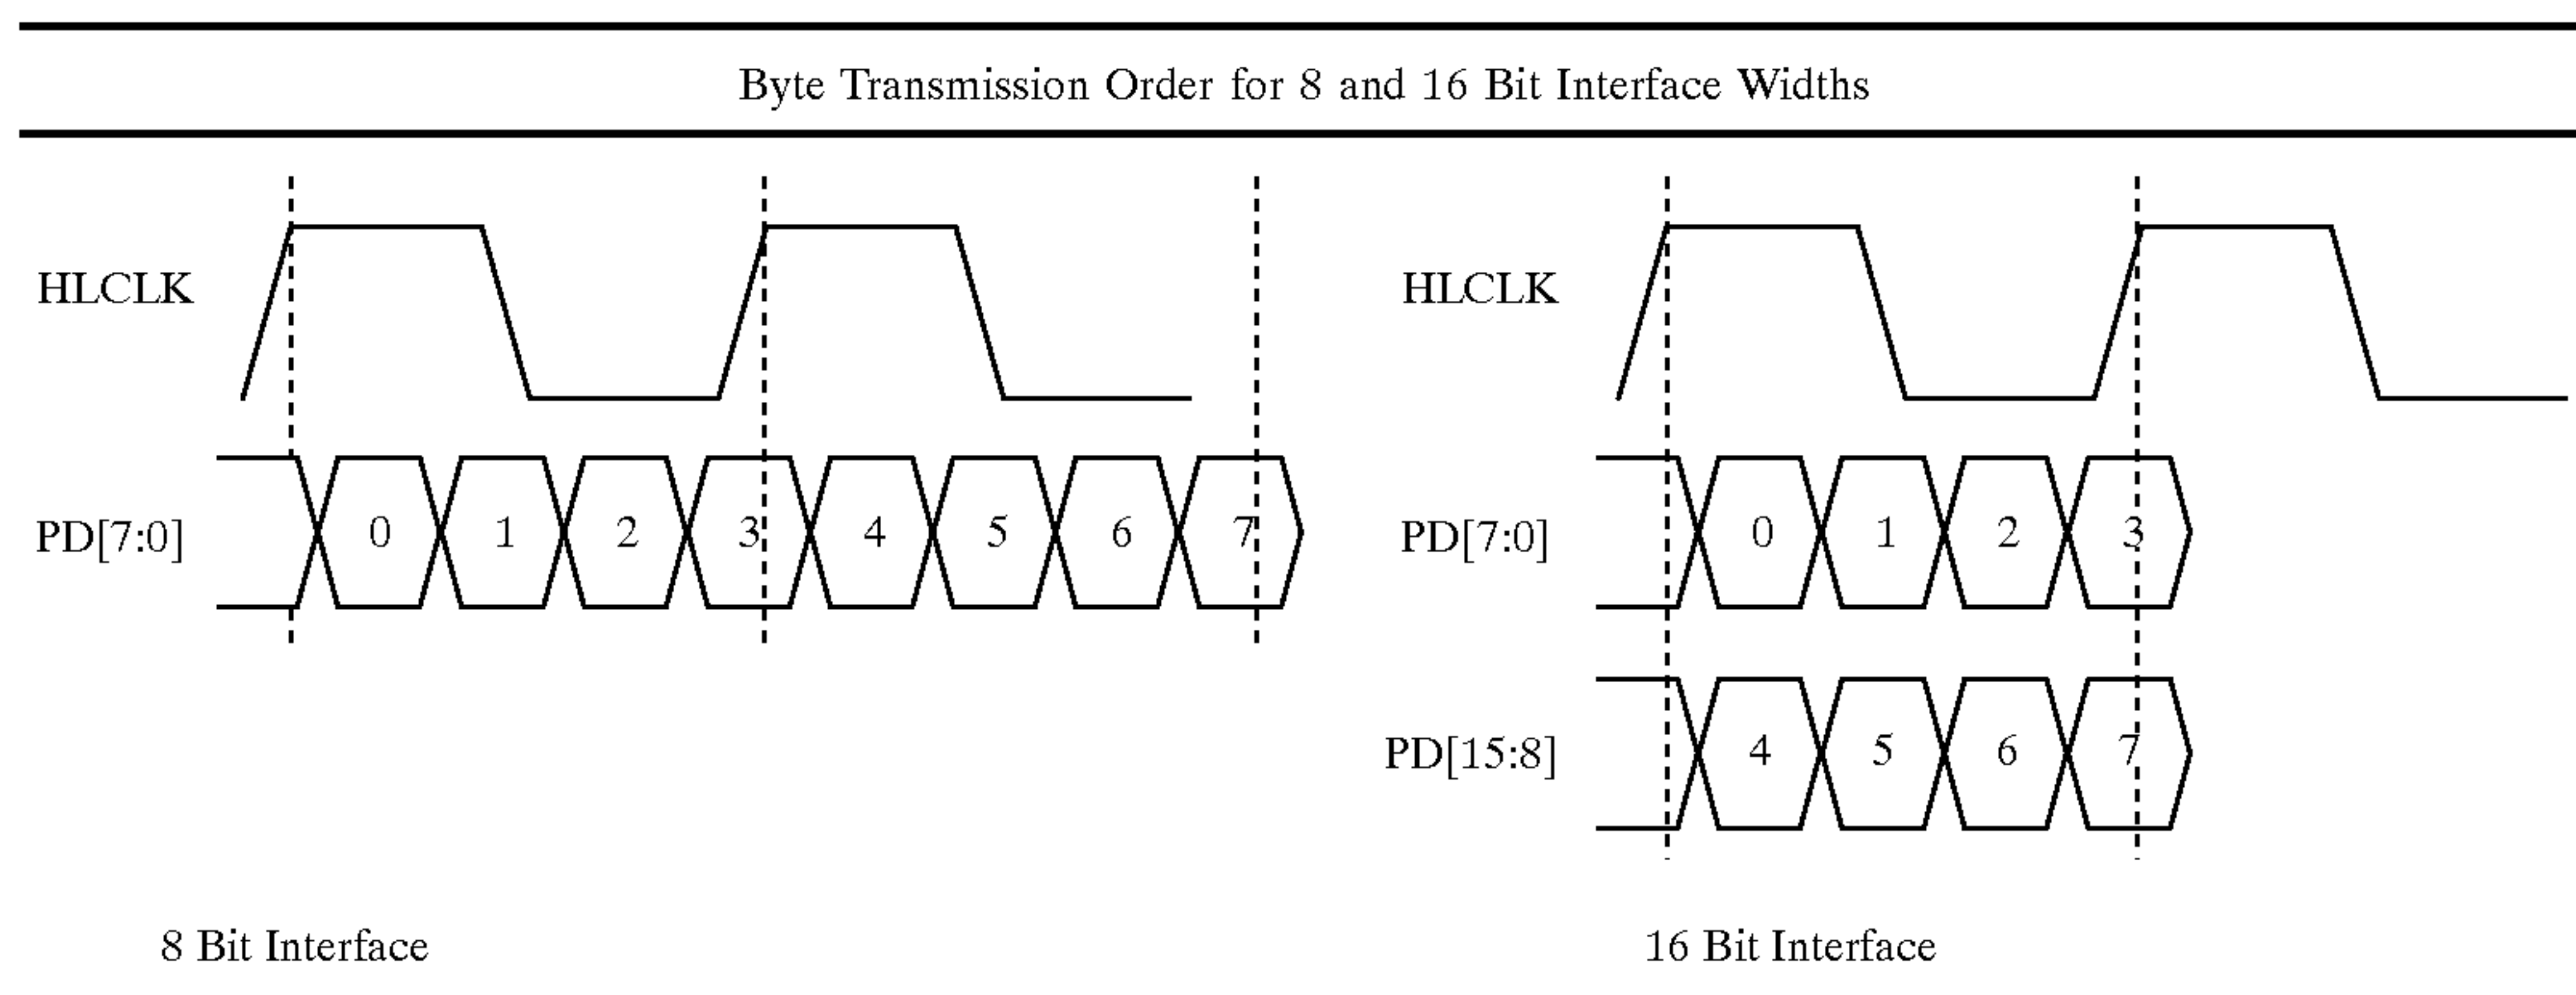 Byte Transmission Order for 8 and 16 Bit Interface Widths
HLCLK
PD[7:0]
0 1 2 3 4 5 6 7
8 Bit Interface
HLCLK
PD[7:0]
0 1 2 3
PD[15:8]
4 5 6 7
16 Bit Interface